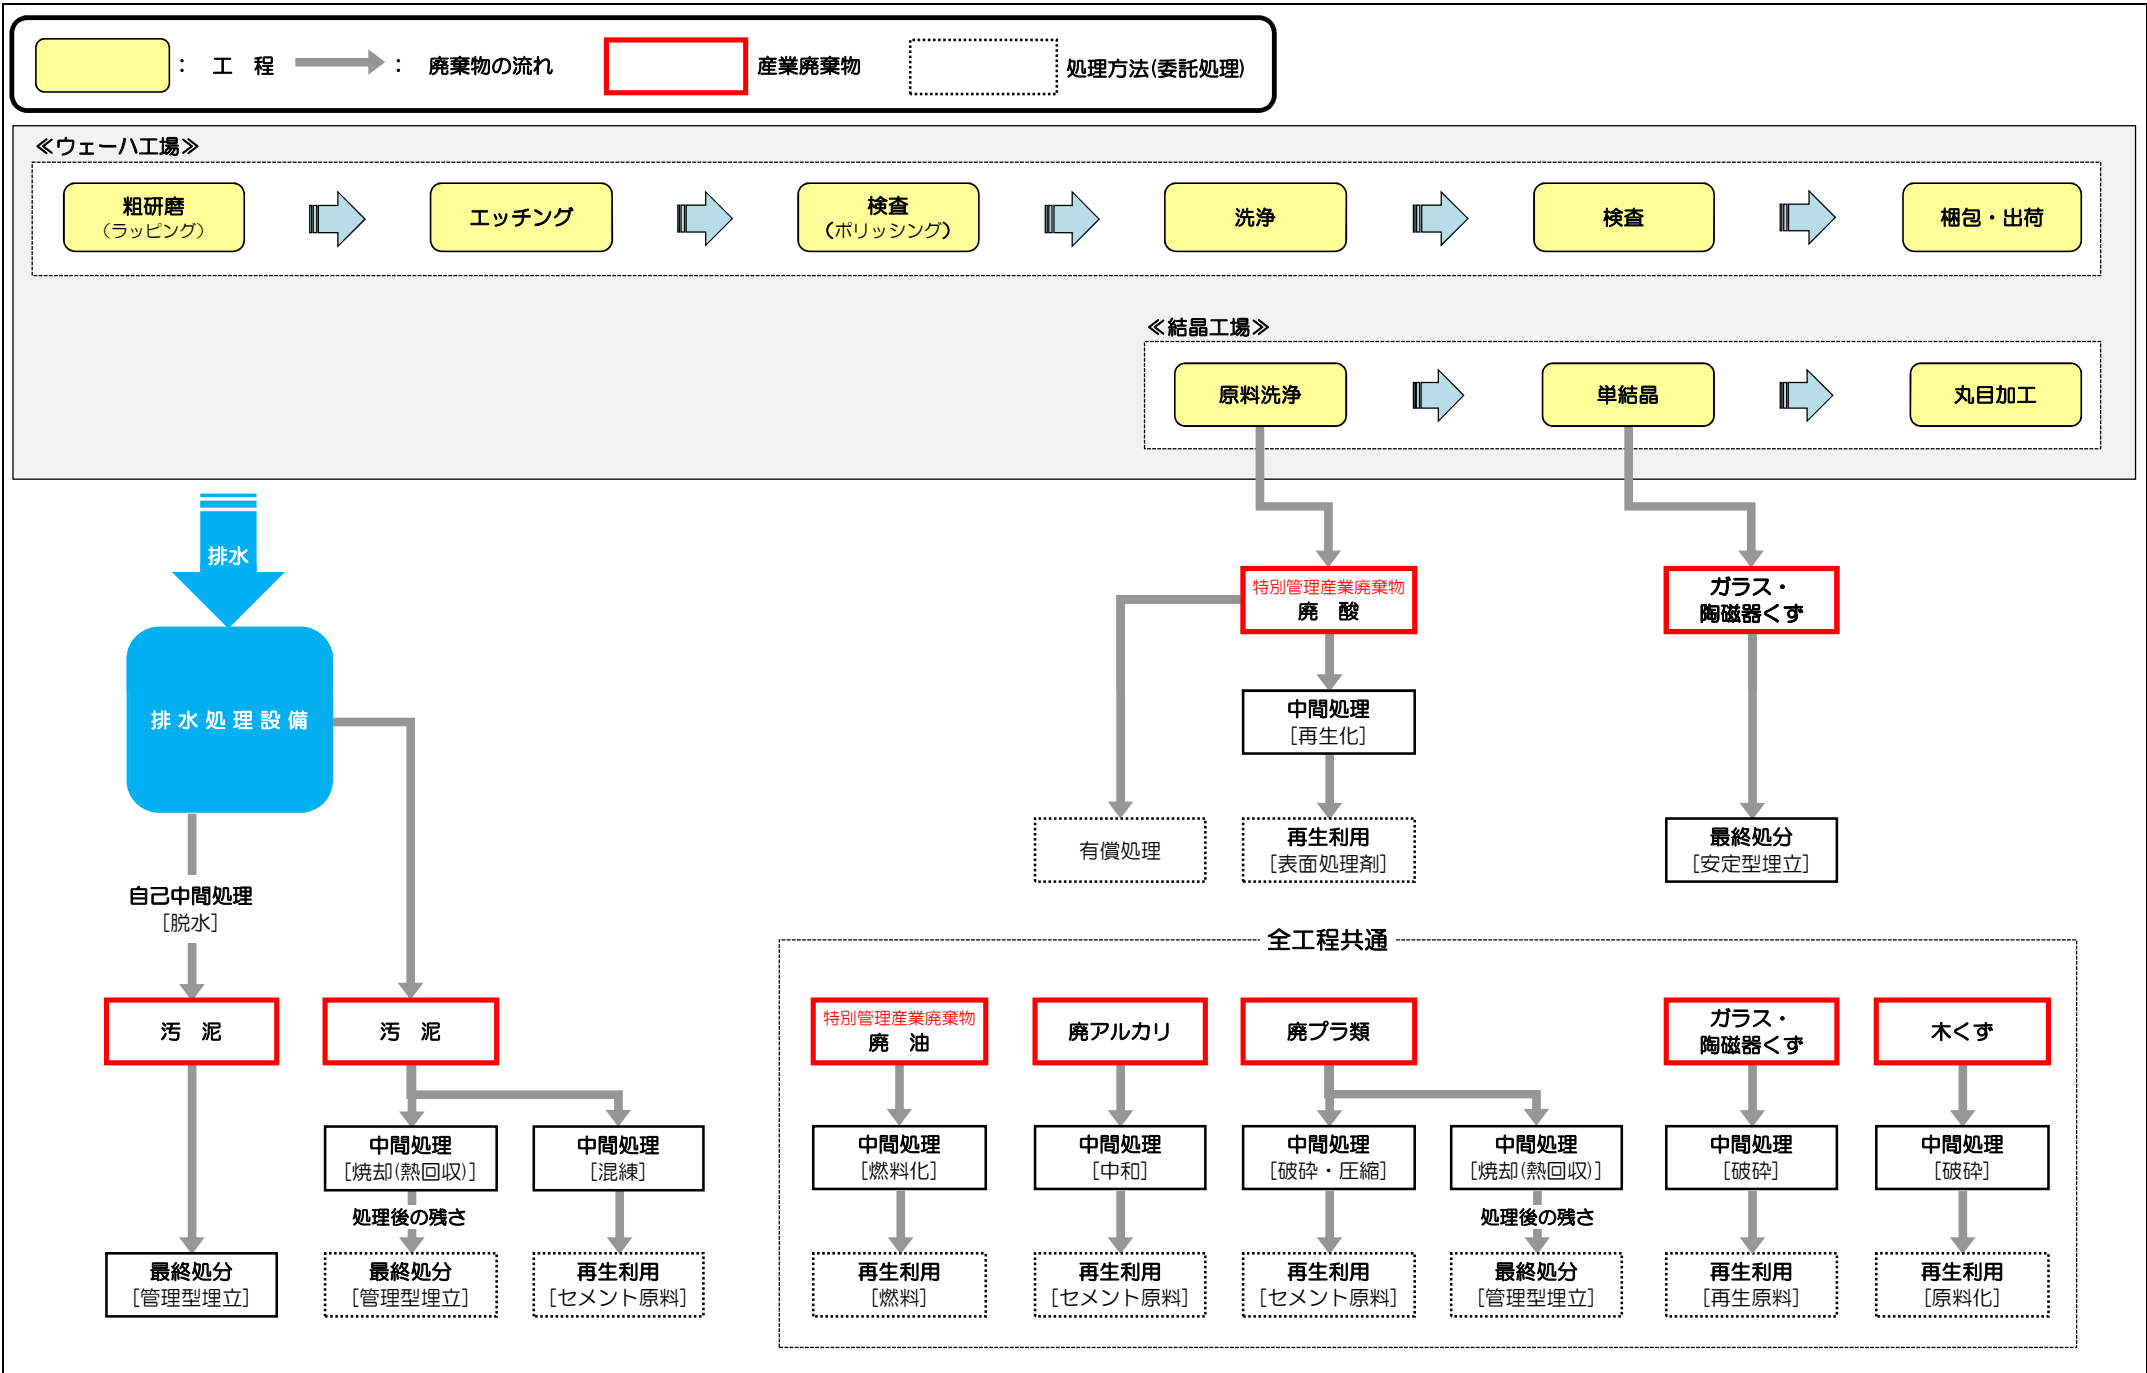 ： 工　程
： 廃棄物の流れ
産業廃棄物
処理方法(委託処理)
≪ウェーハ工場≫
粗研磨
（ラッピング）
エッチング
検査
（ポリッシング）
洗浄
検査
梱包・出荷
≪結晶工場≫
原料洗浄
単結晶
丸目加工
排水
特別管理産業廃棄物
廃　酸
ガラス・
陶磁器くず
排水処理設備
中間処理
[再生化]
有償処理
再生利用
[表面処理剤]
最終処分
[安定型埋立]
自己中間処理
[脱水]
全工程共通
汚　泥
汚　泥
特別管理産業廃棄物
廃　油
廃アルカリ
廃プラ類
ガラス・
陶磁器くず
木くず
中間処理
[焼却(熱回収)]
中間処理
[混練]
中間処理
[燃料化]
中間処理
[中和]
中間処理
[破砕・圧縮]
中間処理
[焼却(熱回収)]
中間処理
[破砕]
中間処理
[破砕]
処理後の残さ
処理後の残さ
最終処分
[管理型埋立]
最終処分
[管理型埋立]
再生利用
[セメント原料]
再生利用
[燃料]
再生利用
[セメント原料]
再生利用
[セメント原料]
最終処分
[管理型埋立]
再生利用
[再生原料]
再生利用
[原料化]